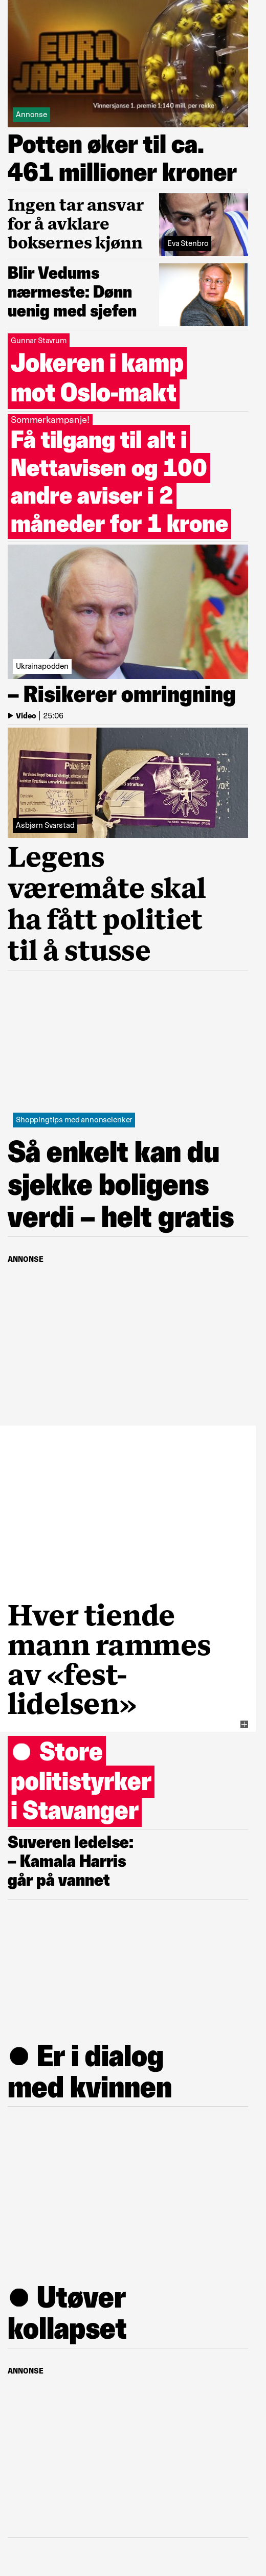 EURO
JACKPOT
Vinnersjanse 1. premie 1:140 mill. per rekke
Annonse
Potten øker til ca.
461 millioner kroner
Ingen tar ansvar
for å avklare
boksernes kjønn
Eva Stenbro
Blir Vedums
nærmeste: Dønn
uenig med sjefen
Gunnar Stavrum
Jokeren i kamp
mot Oslo-makt
Sommerkampanje!
Få tilgang til alt i
Nettavisen og 100
andre aviser i 2
måneder for 1 krone
Ukrainapodden
– Risikerer omringning
Video | 25:06
Asbjørn Svarstad
Legens
væremåte skal
ha fått politiet
til å stusse
Shoppingtips med annonselenker
Så enkelt kan du
sjekke boligens
verdi – helt gratis
ANNONSE
Hver tiende
mann rammes
av «fest-
lidelsen»
Store
politistyrker
i Stavanger
Suveren ledelse:
– Kamala Harris
går på vannet
Er i dialog
med kvinnen
Utøver
kollapset
ANNONSE